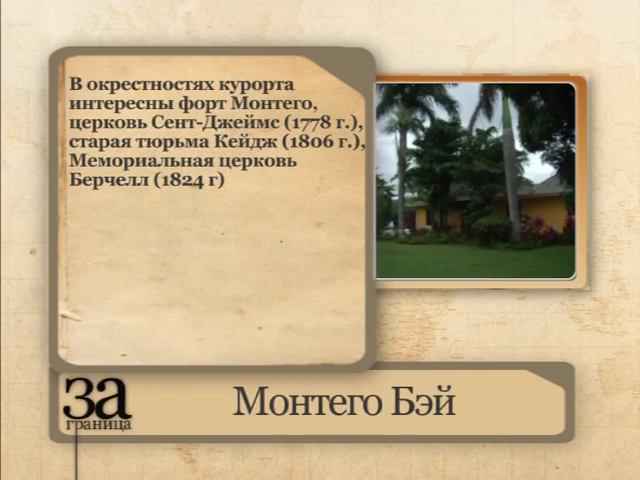 В окрестностях курорта
интересны форт Монтего,
церковь Сент-Джеймс (1778 г.),
старая тюрьма Кейдж (1806 г.),
Мемориальная церковь
Берчелл (1824 г)
за
граница
Монтего Бэй